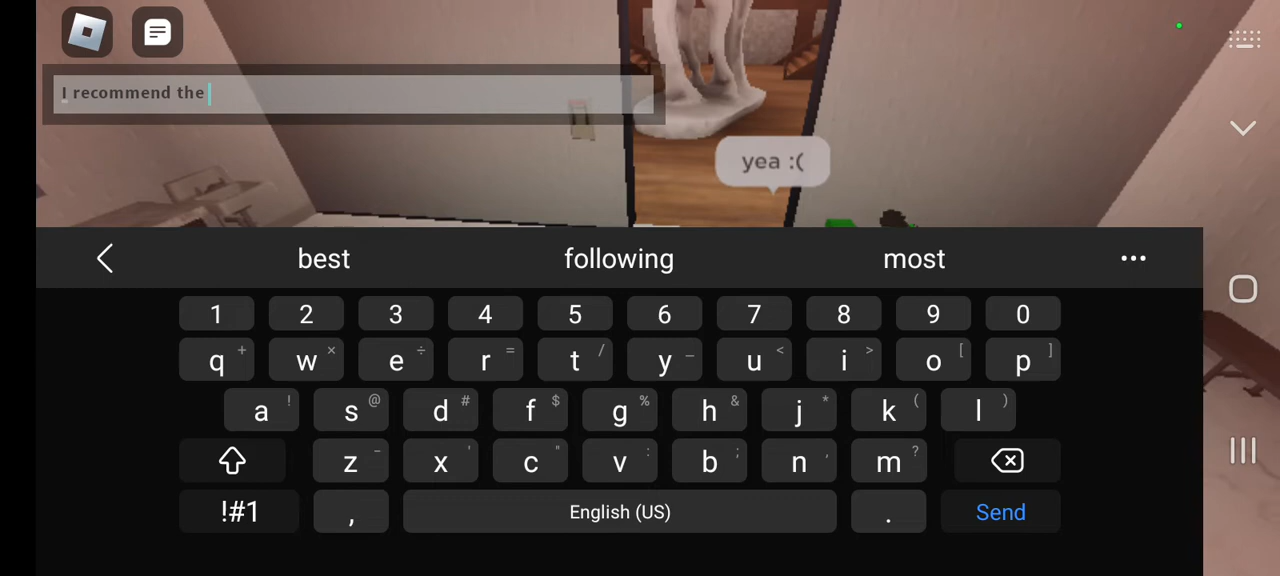 I recommend the
yea :(
best following most •••
1 2 3 4 5 6 7 8 9 0
q + w × e ÷ r = t / y _ u < i > o [ p ]
a ! s @ d # f $ g % h & j * k ( l )
z - x ' c " v : b ; n , m ?
!#1 , English (US) . Send